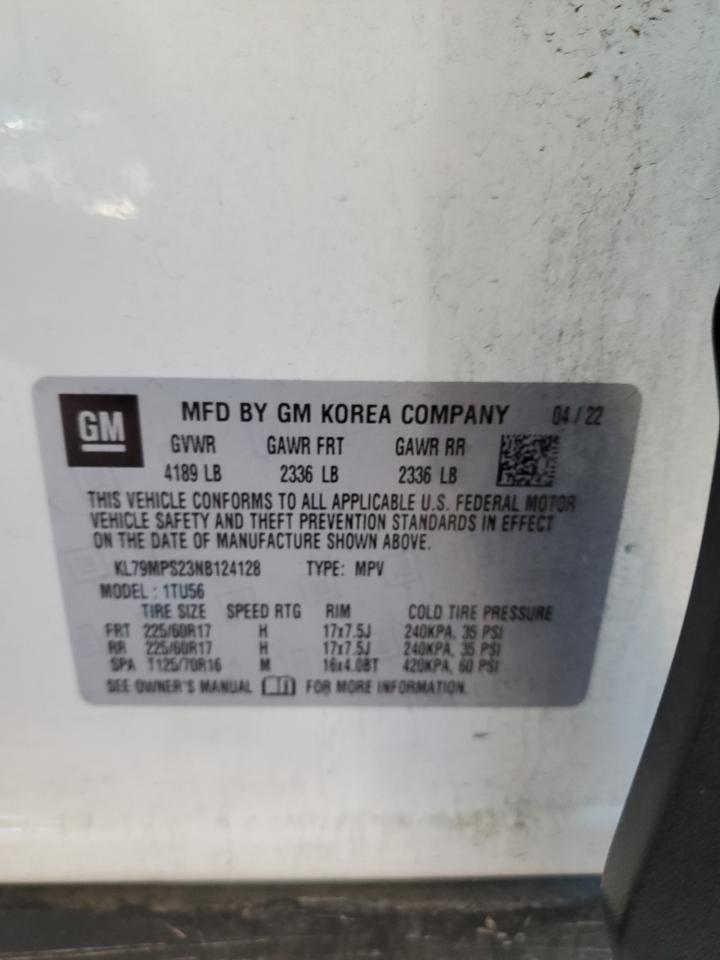 GM MFD BY GM KOREA COMPANY 04 / 22
GVWR GAWR FRT GAWR RR
4189 LB 2336 LB 2336 LB
THIS VEHICLE CONFORMS TO ALL APPLICABLE U.S. FEDERAL MOTOR
VEHICLE SAFETY AND THEFT PREVENTION STANDARDS IN EFFECT
ON THE DATE OF MANUFACTURE SHOWN ABOVE.
KL79MPS23NB124128 TYPE: MPV
MODEL : 1TU56
TIRE SIZE SPEED RTG RIM COLD TIRE PRESSURE
FRT 225/60R17 H 17x7.5J 240KPA, 35 PSI
RR 225/60R17 H 17x7.5J 240KPA, 35 PSI
SPA T125/70R16 M 16x4.08T 420KPA, 60 PSI
SEE OWNER'S MANUAL FOR MORE INFORMATION.